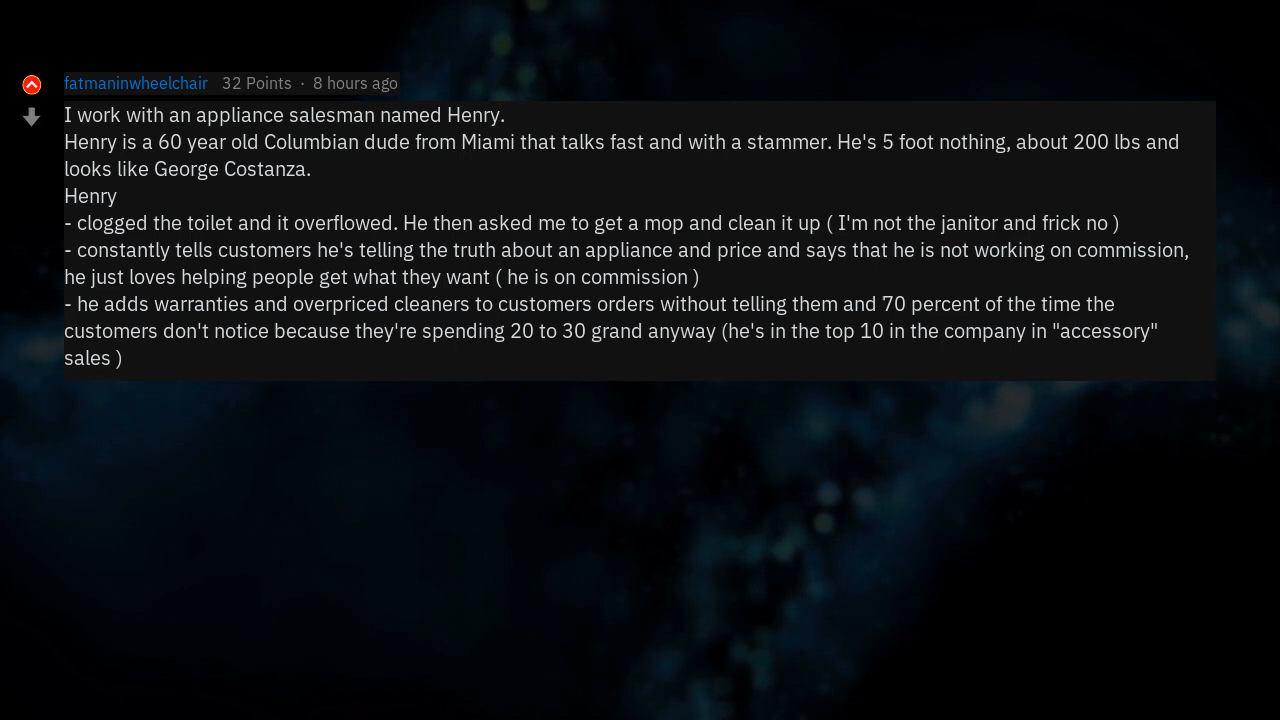 fatmaninwheelchair 32 Points · 8 hours ago
I work with an appliance salesman named Henry.
Henry is a 60 year old Columbian dude from Miami that talks fast and with a stammer. He's 5 foot nothing, about 200 lbs and
looks like George Costanza.
Henry
- clogged the toilet and it overflowed. He then asked me to get a mop and clean it up ( I'm not the janitor and frick no )
- constantly tells customers he's telling the truth about an appliance and price and says that he is not working on commission,
he just loves helping people get what they want ( he is on commission )
- he adds warranties and overpriced cleaners to customers orders without telling them and 70 percent of the time the
customers don't notice because they're spending 20 to 30 grand anyway (he's in the top 10 in the company in "accessory"
sales )